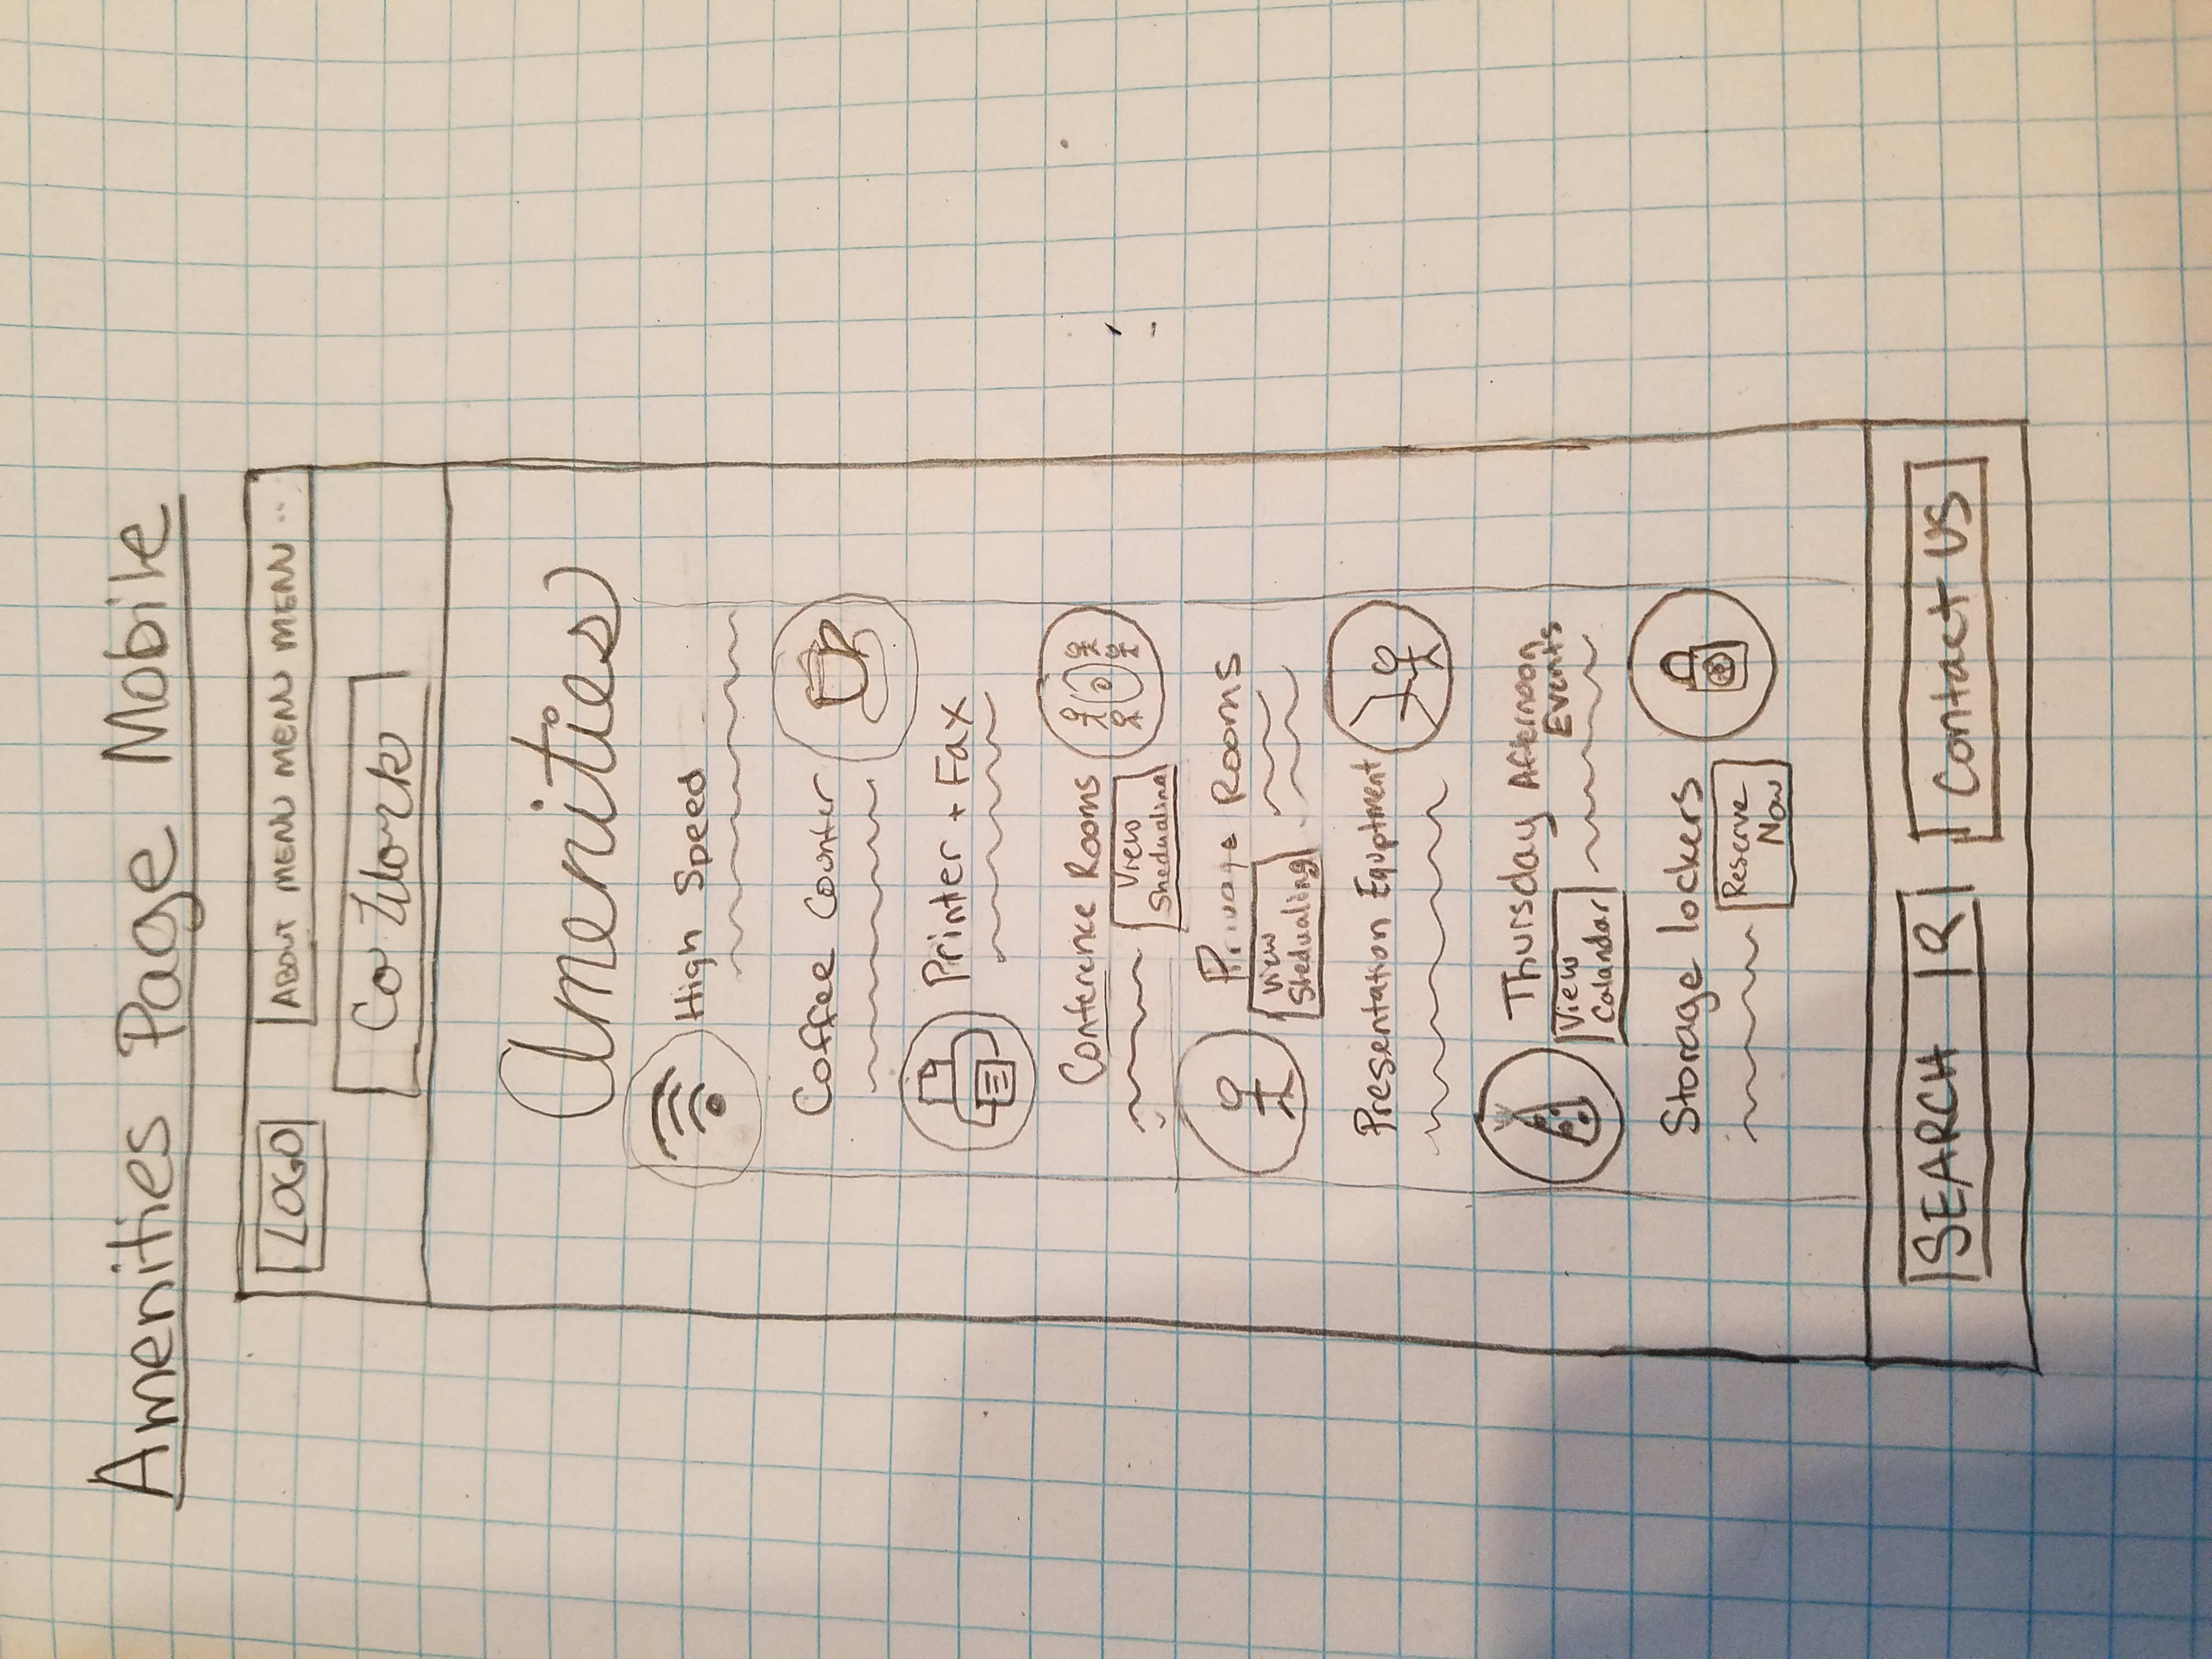 Amenities Page Mobile
LOGO
ABOUT MENU MENU MENU ..
Co Work
Amenities
High Speed
Coffee Counter
Printer + Fax
Conference Rooms
View
Shedualing
Private Rooms
View
Shedualing
Presentation Equptment
Thursday Afternoon
Events
View
Calandar
Storage lockers
Reserve
Now
SEARCH
Contact US